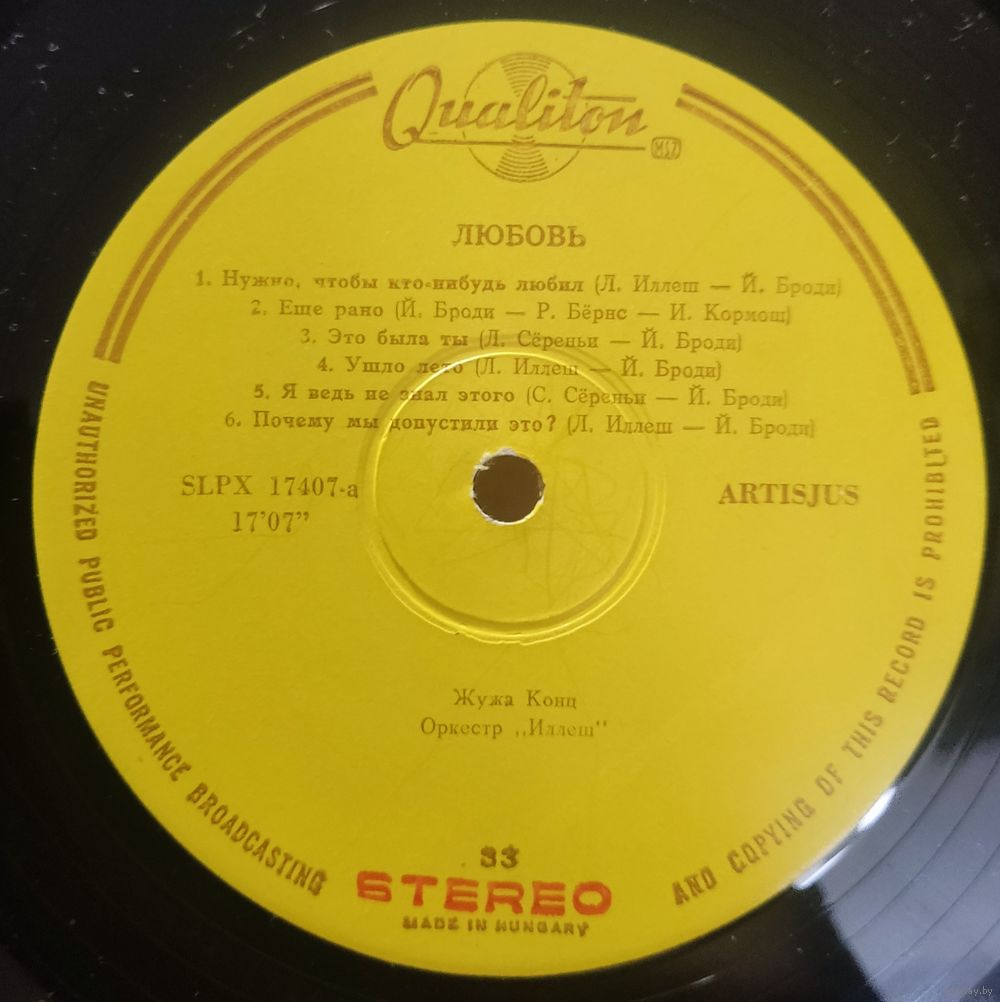 Qualiton
MSZ
ЛЮБОВЬ
1. Нужно, чтобы кто-нибудь любил (Л. Иллеш — Й. Броди)
2. Еще рано (Й. Броди — Р. Бёрнс — И. Кормощ)
3. Это была ты (Л. Сёреньи — Й. Броди)
4. Ушло лето (Л. Иллеш — Й. Броди)
5. Я ведь не знал этого (С. Сёреньи — Й. Броди)
6. Почему мы допустили это? (Л. Иллеш — Й. Броди)
SLPX 17407-a
17’07”
ARTISJUS
Жужа Конц
Оркестр ,,Иллеш"
33
STEREO
MADE IN HUNGARY
UNAUTHORIZED PUBLIC PERFORMANCE BROADCASTING
AND COPYING OF THIS RECORD IS PROHIBITED